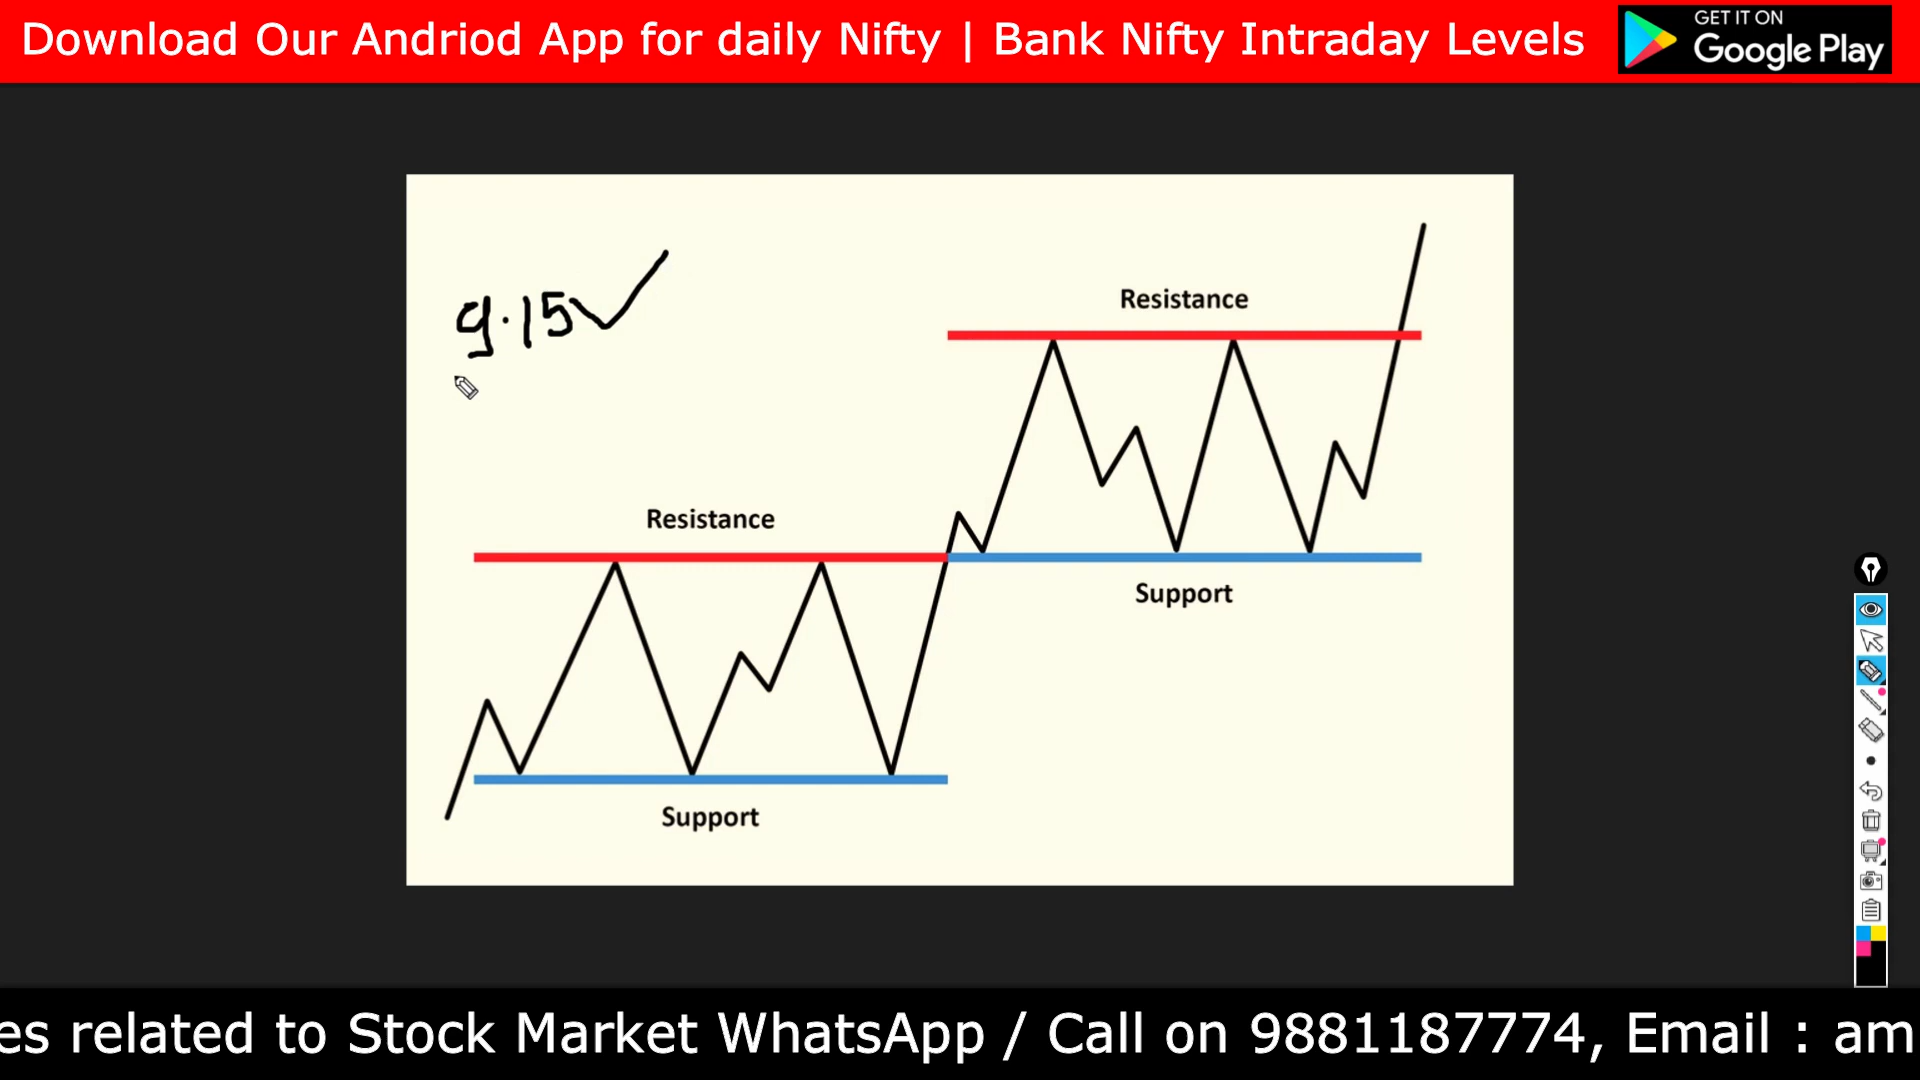 Download Our Andriod App for daily Nifty | Bank Nifty Intraday Levels
GET IT ON
Google Play
9.15
Resistance
Resistance
Support
Support
es related to Stock Market WhatsApp / Call on 9881187774, Email : am